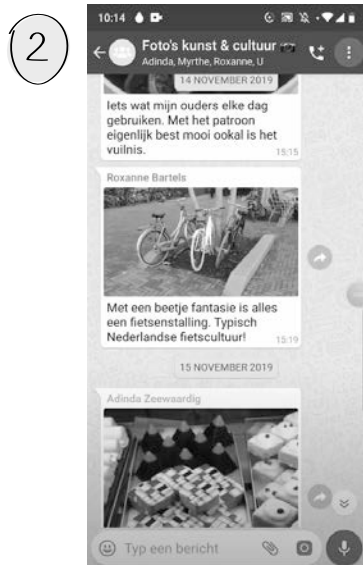 2
10:14
Foto's kunst & cultuur
Adinda, Myrthe, Roxanne, U
14 NOVEMBER 2019
Iets wat mijn ouders elke dag
gebruiken. Met het patroon
eigenlijk best mooi ookal is het
vuilnis.
15:15
Roxanne Bartels
Met een beetje fantasie is alles
een fietsenstalling. Typisch
Nederlandse fietscultuur!
15:19
15 NOVEMBER 2019
Adinda Zeewaardig
Typ een bericht